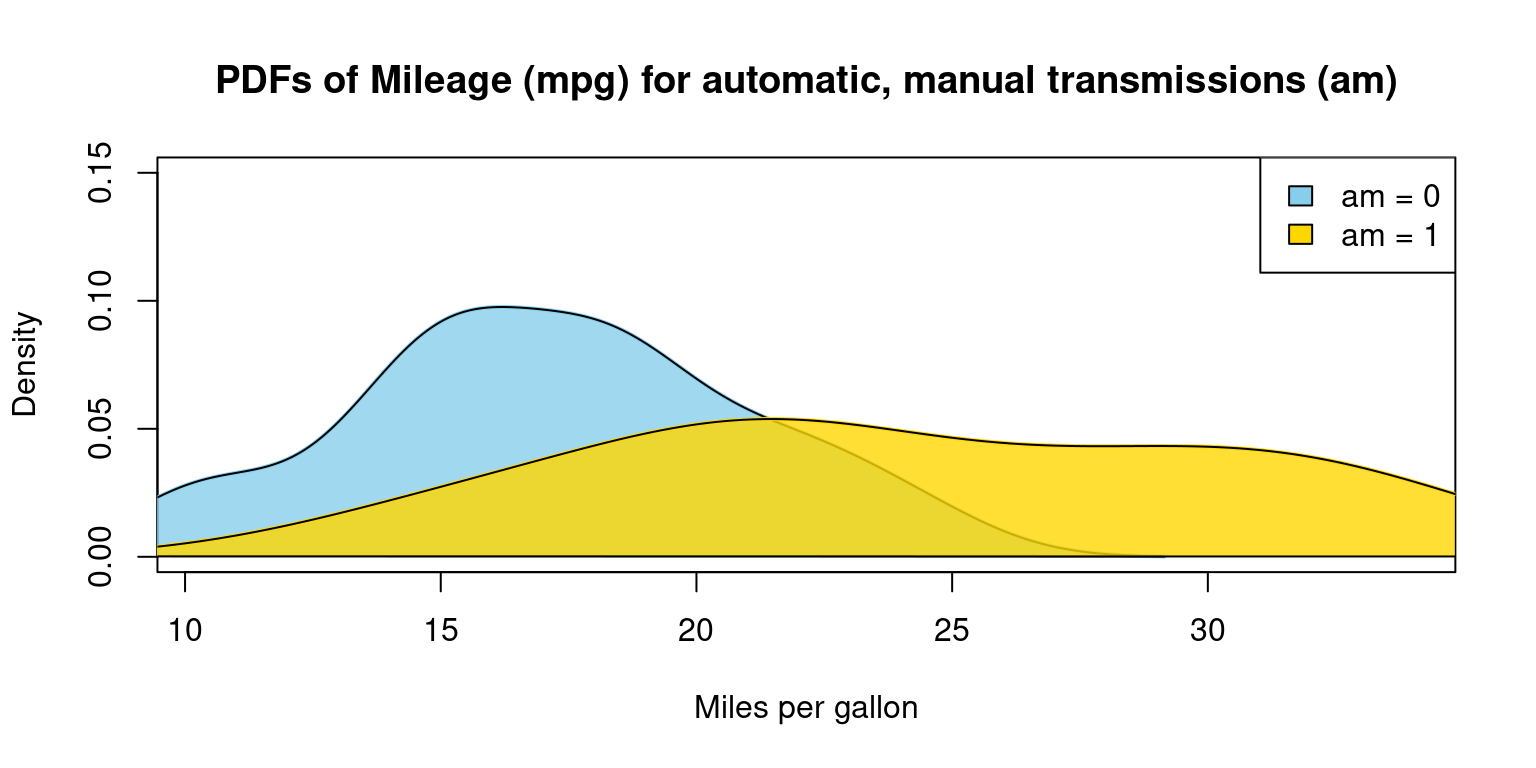 PDFs of Mileage (mpg) for automatic, manual transmissions (am)
am = 0
am = 1
Density
0.15
0.10
0.05
0.00
10 15 20 25 30
Miles per gallon